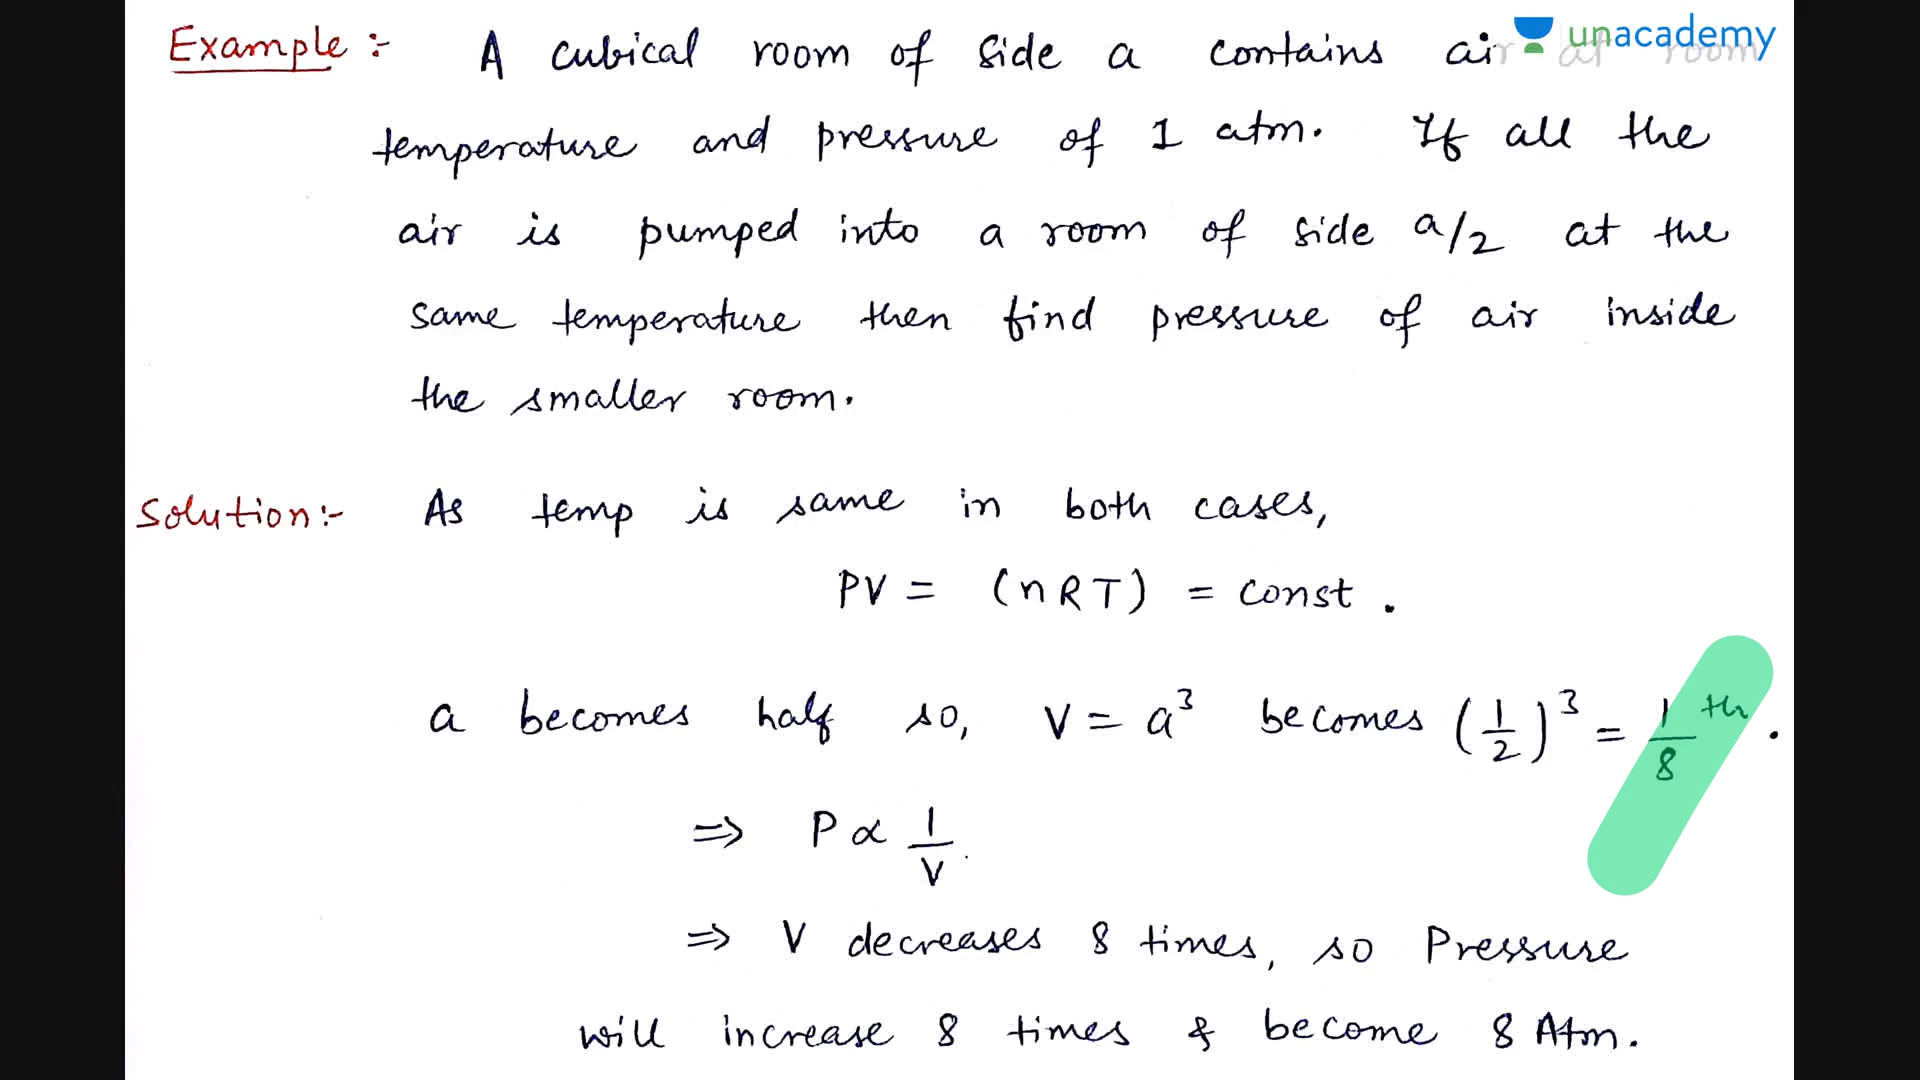 Example :- A cubical room of side a contains air at room
unacademy
temperature and pressure of 1 atm. If all the
air is pumped into a room of side a/2 at the
same temperature then find pressure of air inside
the smaller room.
Solution:- As temp is same in both cases,
PV = (nRT) = const.
a becomes half so, V = a³ becomes (1/2)³ = 1/8 th.
⇒ P ∝ 1/V
⇒ V decreases 8 times, so Pressure
will increase 8 times & become 8 Atm.